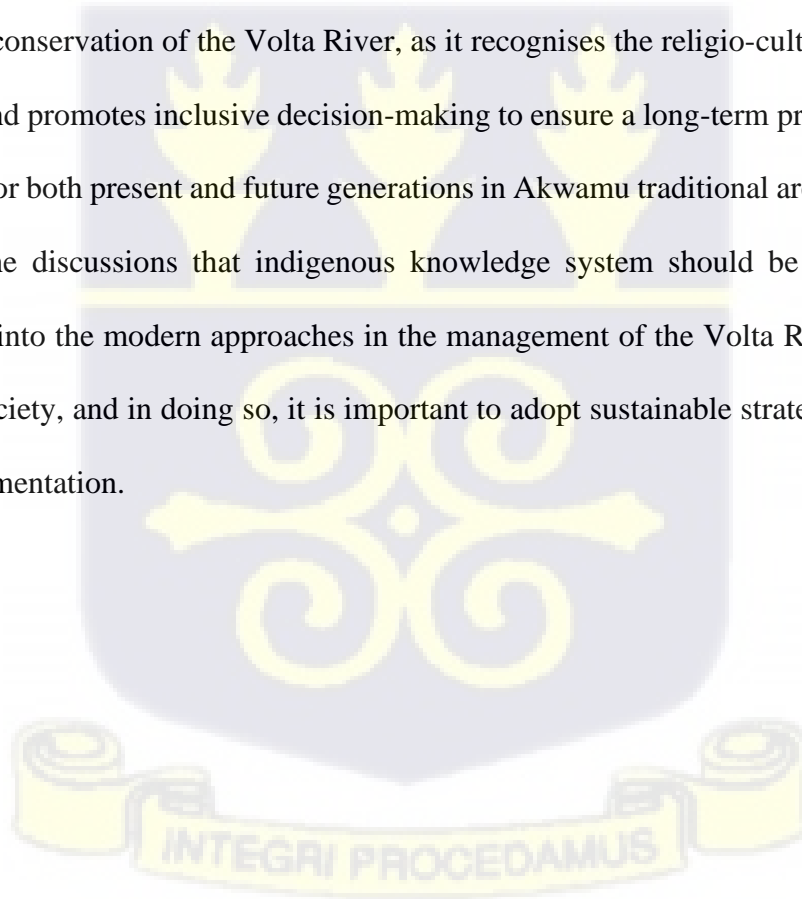 conservation of the Volta River, as it recognises the religio-cult
nd promotes inclusive decision-making to ensure a long-term pr
or both present and future generations in Akwamu traditional ar
he discussions that indigenous knowledge system should be
into the modern approaches in the management of the Volta R
ciety, and in doing so, it is important to adopt sustainable strate
mentation.
INTEGRI PROCEDAMUS